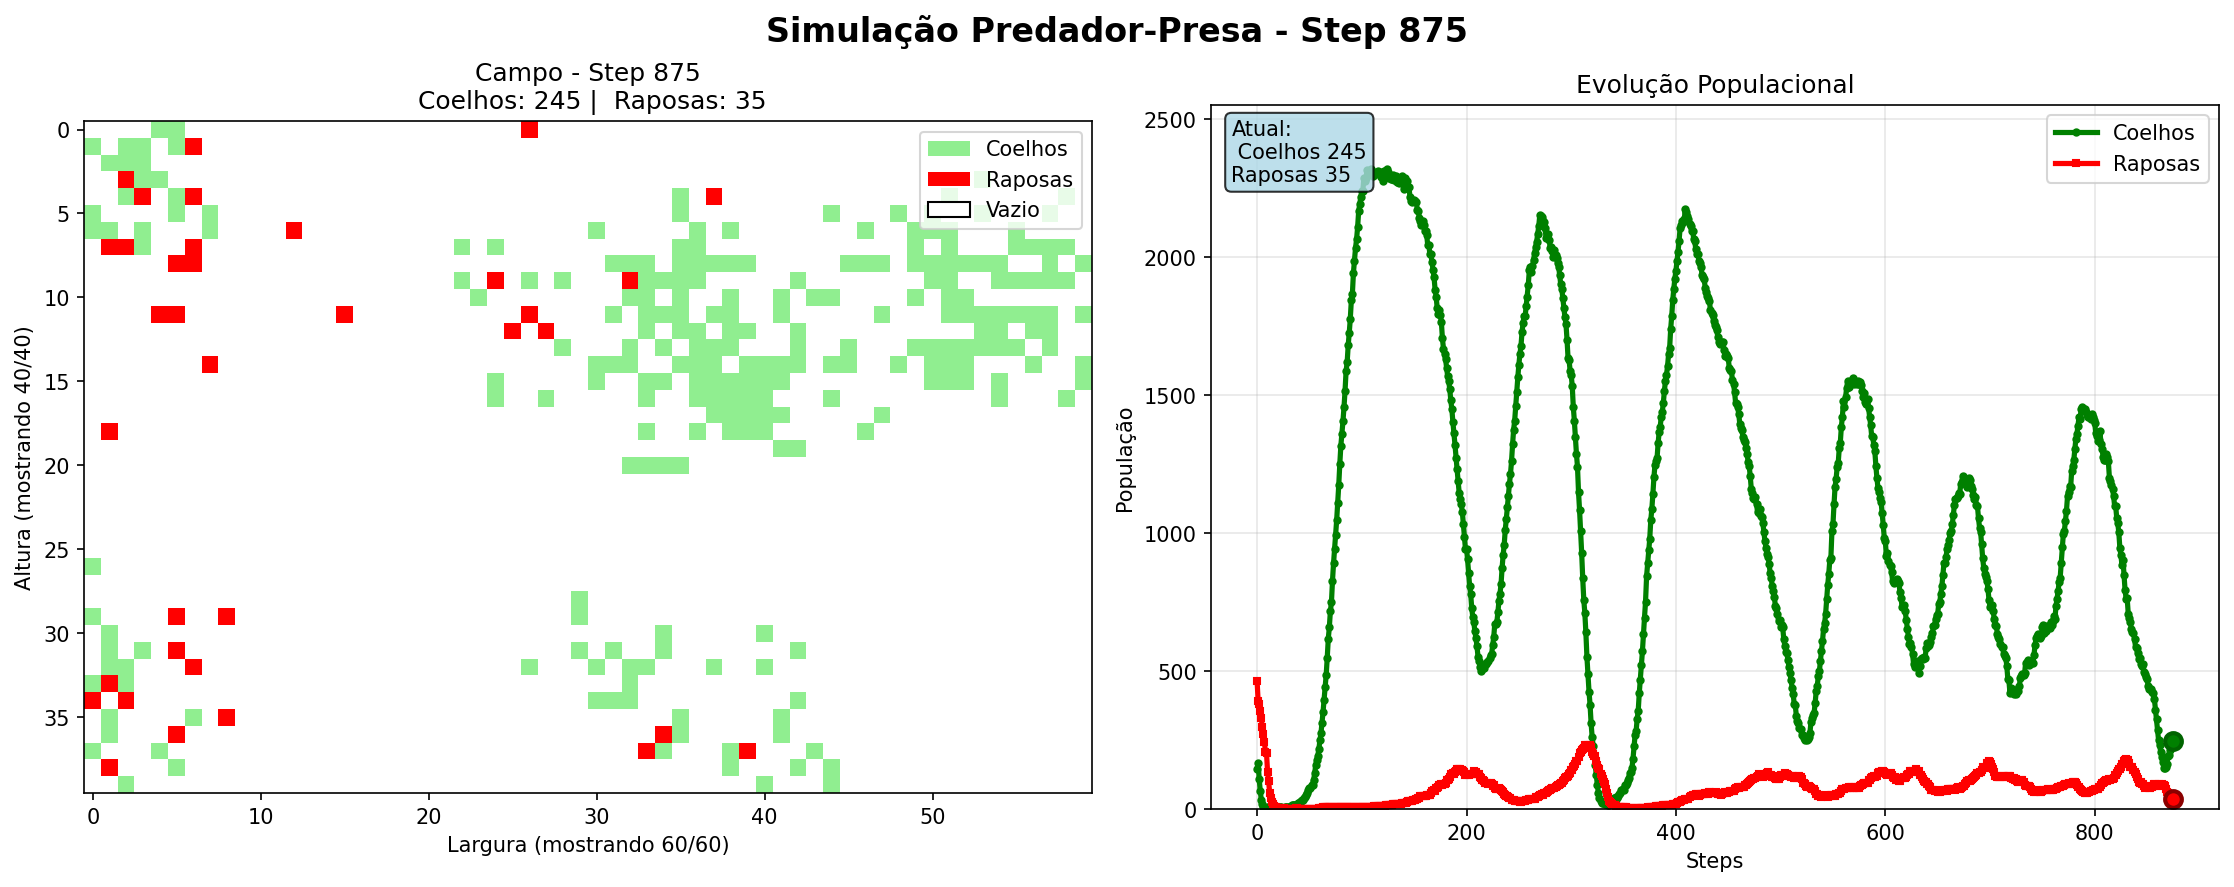 Simulação Predador-Presa - Step 875
Campo - Step 875
Coelhos: 245 |  Raposas: 35
Coelhos
Raposas
Vazio
0
5
10
15
20
25
30
35
Altura (mostrando 40/40)
0
10
20
30
40
50
Largura (mostrando 60/60)
Evolução Populacional
Atual:
Coelhos 245
Raposas 35
Coelhos
Raposas
2500
2000
1500
1000
500
0
População
0
200
400
600
800
Steps